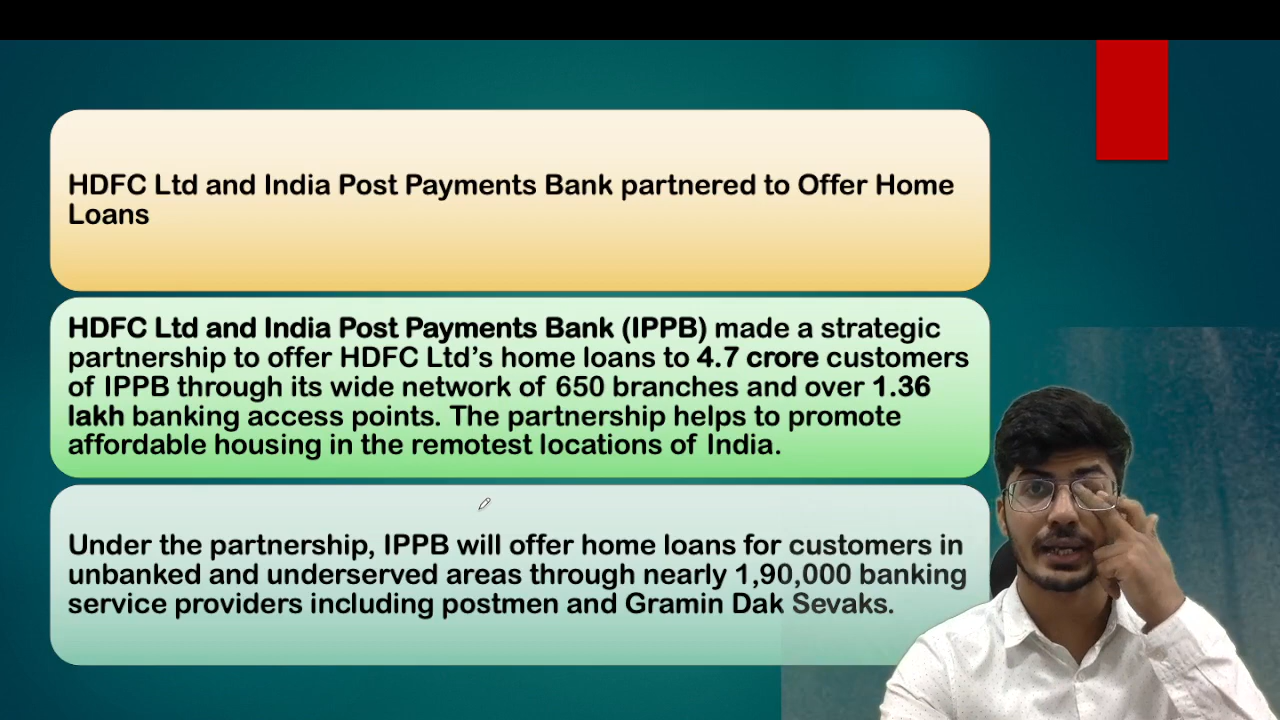 HDFC Ltd and India Post Payments Bank partnered to Offer Home
Loans
HDFC Ltd and India Post Payments Bank (IPPB) made a strategic
partnership to offer HDFC Ltd’s home loans to 4.7 crore customers
of IPPB through its wide network of 650 branches and over 1.36
lakh banking access points. The partnership helps to promote
affordable housing in the remotest locations of India.
Under the partnership, IPPB will offer home loans for customers in
unbanked and underserved areas through nearly 1,90,000 banking
service providers including postmen and Gramin Dak Sevaks.